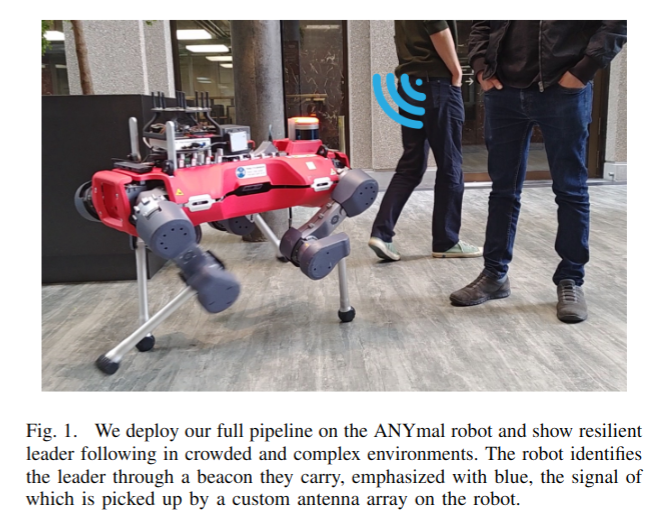 Fig. 1. We deploy our full pipeline on the ANYmal robot and show resilient
leader following in crowded and complex environments. The robot identifies
the leader through a beacon they carry, emphasized with blue, the signal of
which is picked up by a custom antenna array on the robot.